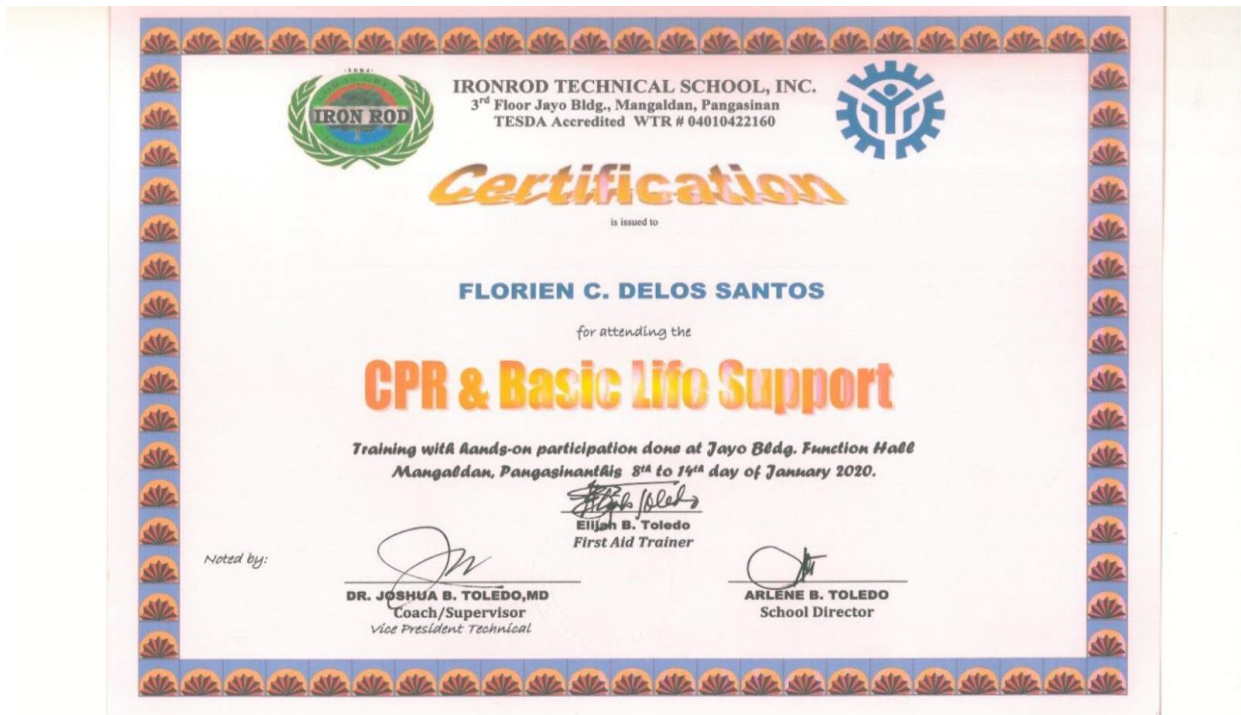 IRON ROD
IRONROD TECHNICAL SCHOOL, INC.
3rd Floor Jayo Bldg., Mangaldan, Pangasinan
TESDA Accredited WTR # 04010422160
Certification
is issued to
FLORIEN C. DELOS SANTOS
for attending the
CPR & Basic Life Support
Training with hands-on participation done at Jayo Bldg. Function Hall
Mangaldan, Pangasinanthis 8th to 14th day of January 2020.
Elijah B. Toledo
First Aid Trainer
Noted by:
DR. JOSHUA B. TOLEDO,MD
Coach/Supervisor
Vice President Technical
ARLENE B. TOLEDO
School Director